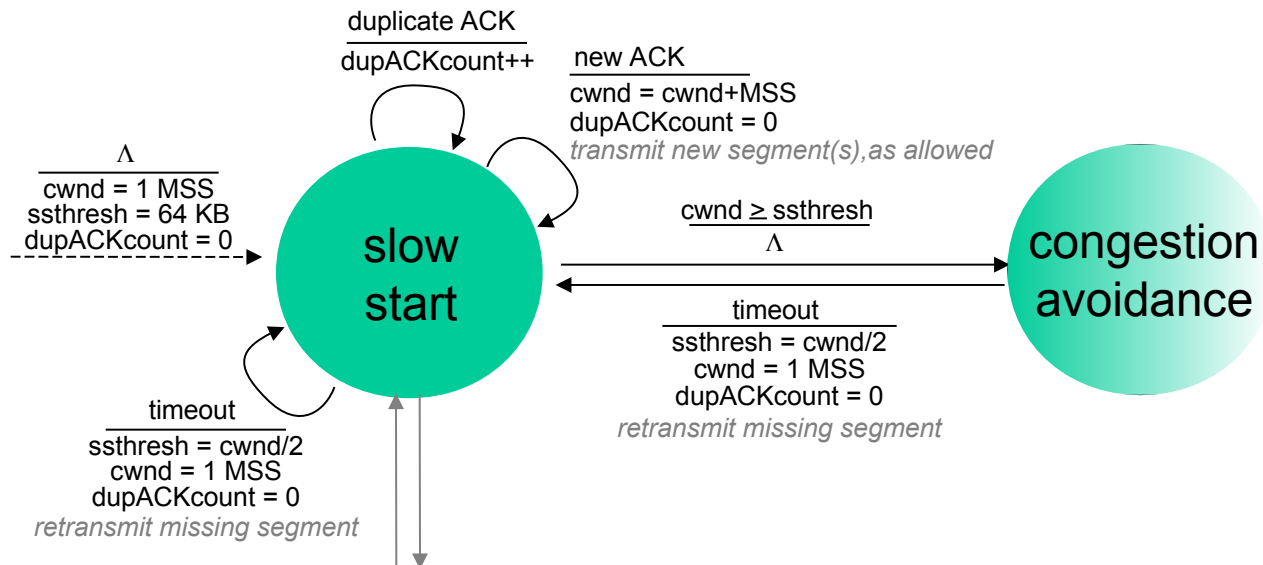 duplicate ACK
dupACKcount++
new ACK
cwnd = cwnd+MSS
dupACKcount = 0
transmit new segment(s),as allowed
Λ
cwnd = 1 MSS
ssthresh = 64 KB
dupACKcount = 0
slow
start
cwnd ≥ ssthresh
Λ
congestion
avoidance
timeout
ssthresh = cwnd/2
cwnd = 1 MSS
dupACKcount = 0
retransmit missing segment
timeout
ssthresh = cwnd/2
cwnd = 1 MSS
dupACKcount = 0
retransmit missing segment